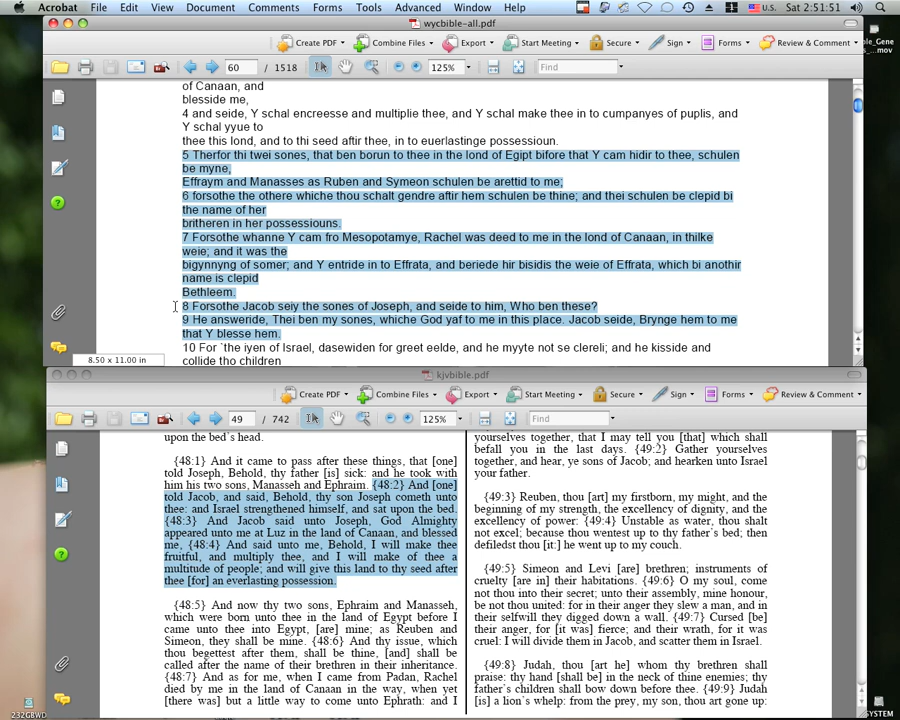 Acrobat File Edit View Document Comments Forms Tools Advanced Window Help U.S. Sat 2:51:51
wycbible-all.pdf
Create PDF Combine Files Export Start Meeting Secure Sign Forms Review & Comment
60 / 1518 125% Find
of Canaan, and
blesside me,
4 and seide, Y schal encreesse and multiplie thee, and Y schal make thee in to cumpanyes of puplis, and
Y schal yyue to
thee this lond, and to thi seed aftir thee, in to euerlastinge possessioun.
5 Therfor thi twei sones, that ben borun to thee in the lond of Egipt bifore that Y cam hidir to thee, schulen
be myne,
Effraym and Manasses as Ruben and Symeon schulen be arettid to me;
6 forsothe the othere whiche thou schalt gendre aftir hem schulen be thine; and thei schulen be clepid bi
the name of her
britheren in her possessiouns.
7 Forsothe whanne Y cam fro Mesopotamye, Rachel was deed to me in the lond of Canaan, in thilke
weie; and it was the
bigynnyng of somer; and Y entride in to Effrata, and beriede hir bisidis the weie of Effrata, which bi anothir
name is clepid
Bethleem.
8 Forsothe Jacob seiy the sones of Joseph, and seide to him, Who ben these?
9 He answeride, Thei ben my sones, whiche God yaf to me in this place. Jacob seide, Brynge hem to me
that Y blesse hem.
10 For `the iyen of Israel, dasewiden for greet eelde, and he myyte not se clereli; and he kisside and
collide tho children
8.50 x 11.00 in
kjvbible.pdf
Create PDF Combine Files Export Start Meeting Secure Sign Forms Review & Comment
49 / 742 125% Find
upon the bed's head.
{48:1} And it came to pass after these things, that [one]
told Joseph, Behold, thy father [is] sick: and he took with
him his two sons, Manasseh and Ephraim. {48:2} And [one]
told Jacob, and said, Behold, thy son Joseph cometh unto
thee: and Israel strengthened himself, and sat upon the bed.
{48:3} And Jacob said unto Joseph, God Almighty
appeared unto me at Luz in the land of Canaan, and blessed
me, {48:4} And said unto me, Behold, I will make thee
fruitful, and multiply thee, and I will make of thee a
multitude of people; and will give this land to thy seed after
thee [for] an everlasting possession.
{48:5} And now thy two sons, Ephraim and Manasseh,
which were born unto thee in the land of Egypt before I
came unto thee into Egypt, [are] mine; as Reuben and
Simeon, they shall be mine. {48:6} And thy issue, which
thou begettest after them, shall be thine, [and] shall be
called after the name of their brethren in their inheritance.
{48:7} And as for me, when I came from Padan, Rachel
died by me in the land of Canaan in the way, when yet
[there was] but a little way to come unto Ephrath: and I
yourselves together, that I may tell you [that] which shall
befall you in the last days. {49:2} Gather yourselves
together, and hear, ye sons of Jacob; and hearken unto Israel
your father.
{49:3} Reuben, thou [art] my firstborn, my might, and the
beginning of my strength, the excellency of dignity, and the
excellency of power: {49:4} Unstable as water, thou shalt
not excel; because thou wentest up to thy father's bed; then
defiledst thou [it:] he went up to my couch.
{49:5} Simeon and Levi [are] brethren; instruments of
cruelty [are in] their habitations. {49:6} O my soul, come
not thou into their secret; unto their assembly, mine honour,
be not thou united: for in their anger they slew a man, and in
their selfwill they digged down a wall. {49:7} Cursed [be]
their anger, for [it was] fierce; and their wrath, for it was
cruel: I will divide them in Jacob, and scatter them in Israel.
{49:8} Judah, thou [art he] whom thy brethren shall
praise: thy hand [shall be] in the neck of thine enemies; thy
father's children shall bow down before thee. {49:9} Judah
[is] a lion's whelp: from the prey, my son, thou art gone up:
232GBWD